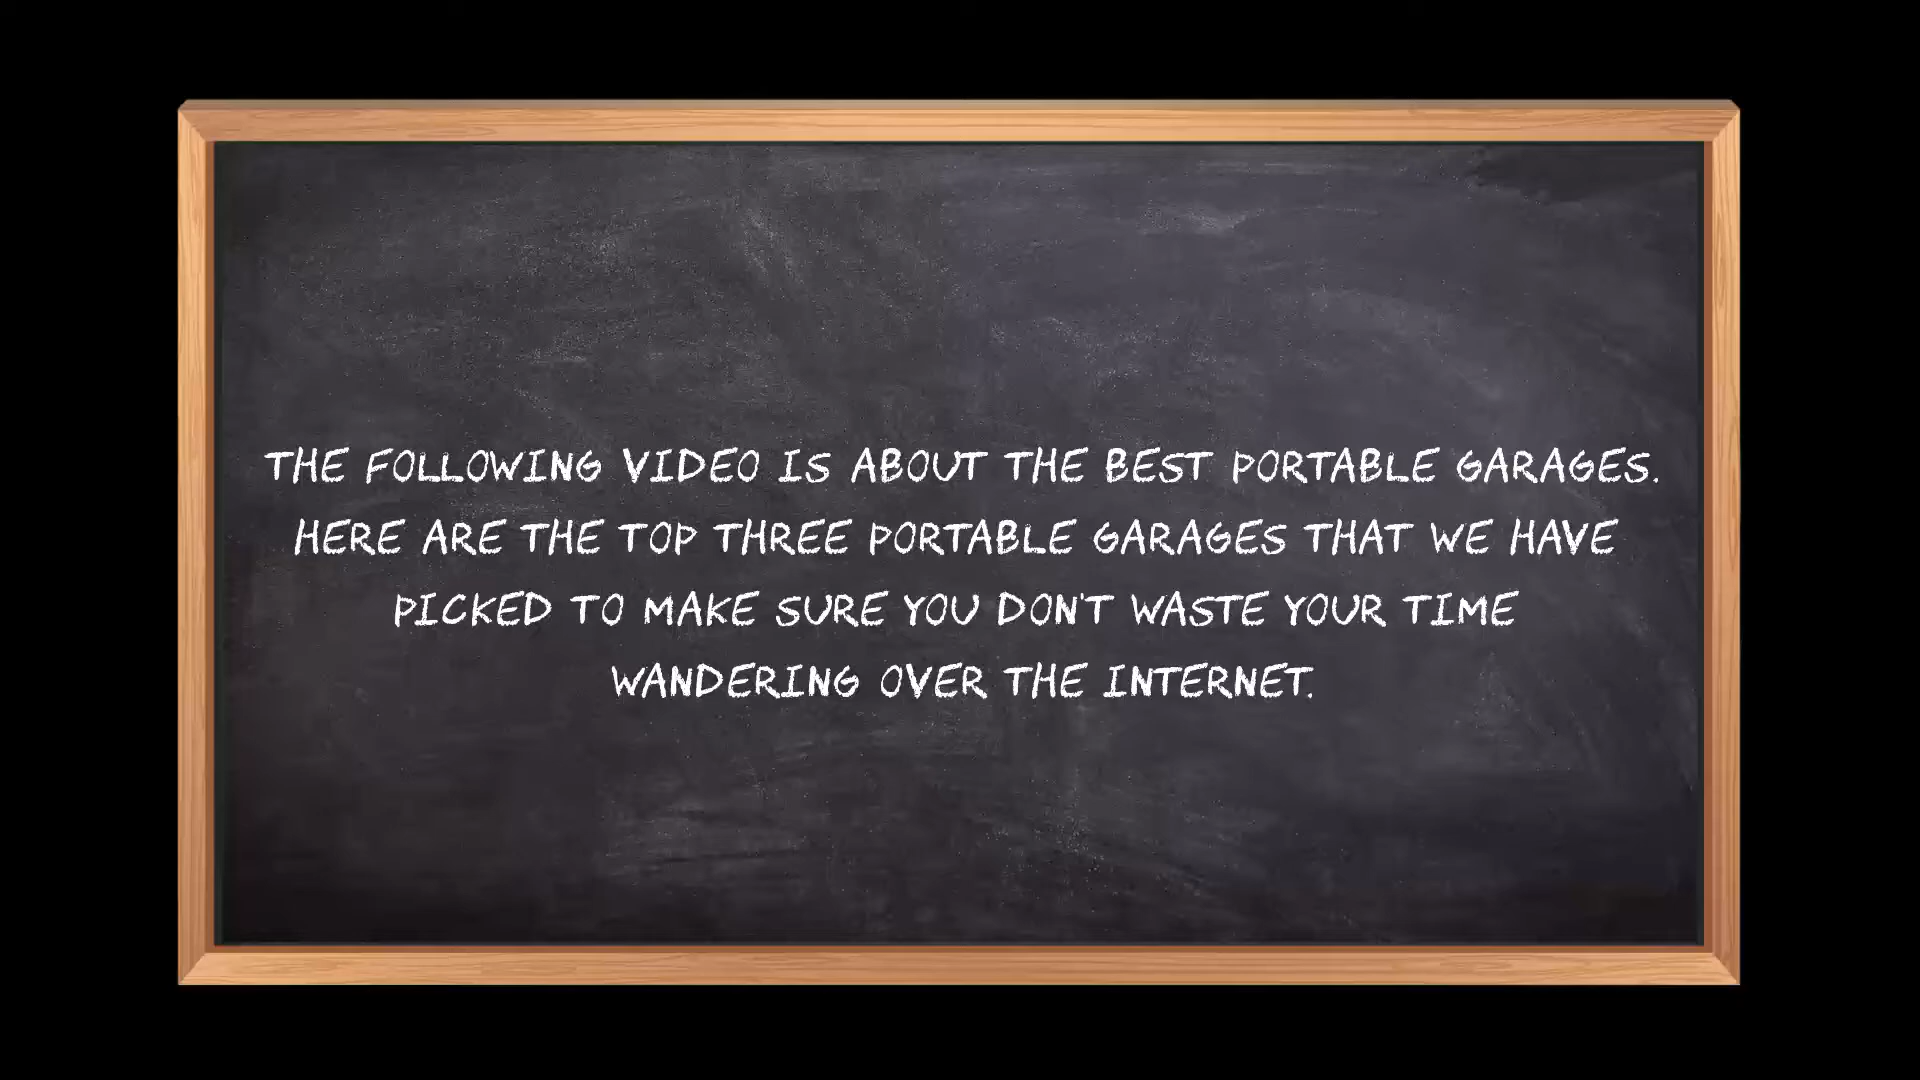 THE FOLLOWING VIDEO IS ABOUT THE BEST PORTABLE GARAGES.
HERE ARE THE TOP THREE PORTABLE GARAGES THAT WE HAVE
PICKED TO MAKE SURE YOU DON'T WASTE YOUR TIME
WANDERING OVER THE INTERNET.